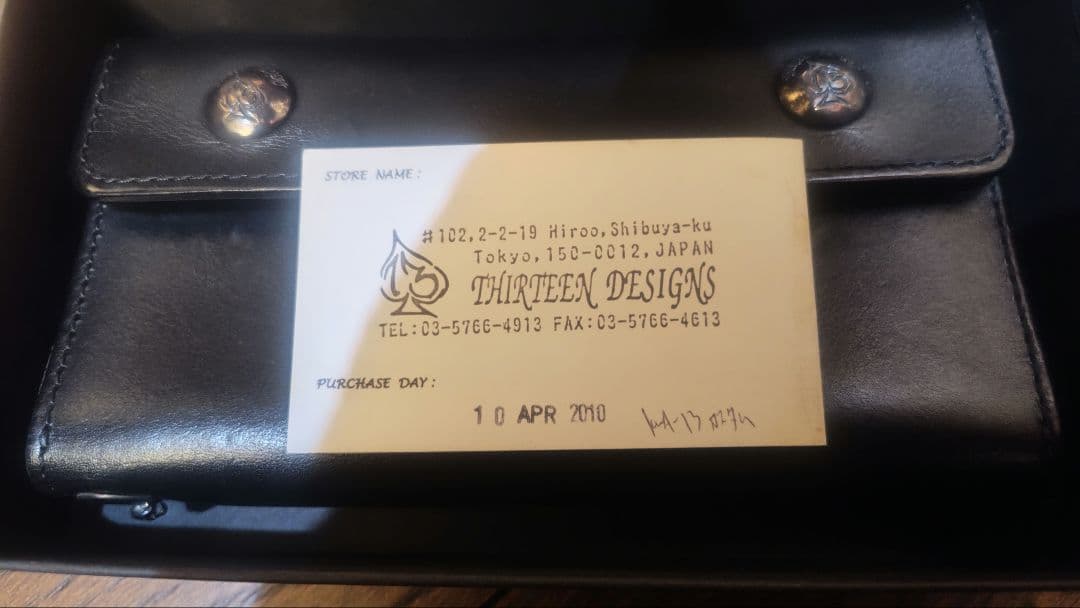 STORE NAME:
#102,2-2-19 Hiroo,Shibuya-ku
Tokyo,150-0012,JAPAN
13
THIRTEEN DESIGNS
TEL:03-5766-4913 FAX:03-5766-4613
PURCHASE DAY:
10 APR 2010